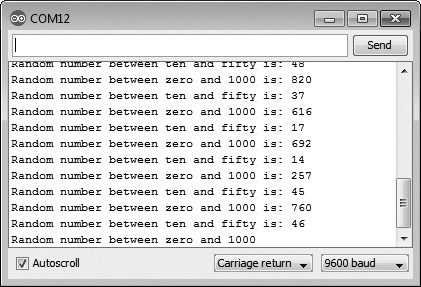 COM12
Send
Random number between ten and fifty is: 48
Random number between zero and 1000 is: 820
Random number between ten and fifty is: 37
Random number between zero and 1000 is: 616
Random number between ten and fifty is: 17
Random number between zero and 1000 is: 692
Random number between ten and fifty is: 14
Random number between zero and 1000 is: 257
Random number between ten and fifty is: 45
Random number between zero and 1000 is: 760
Random number between ten and fifty is: 46
Random number between zero and 1000
Autoscroll Carriage return 9600 baud